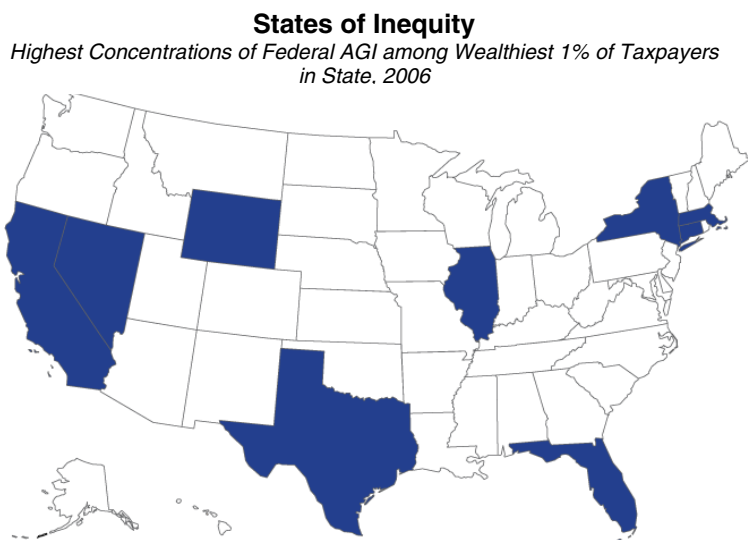 States of Inequity
Highest Concentrations of Federal AGI among Wealthiest 1% of Taxpayers
in State, 2006